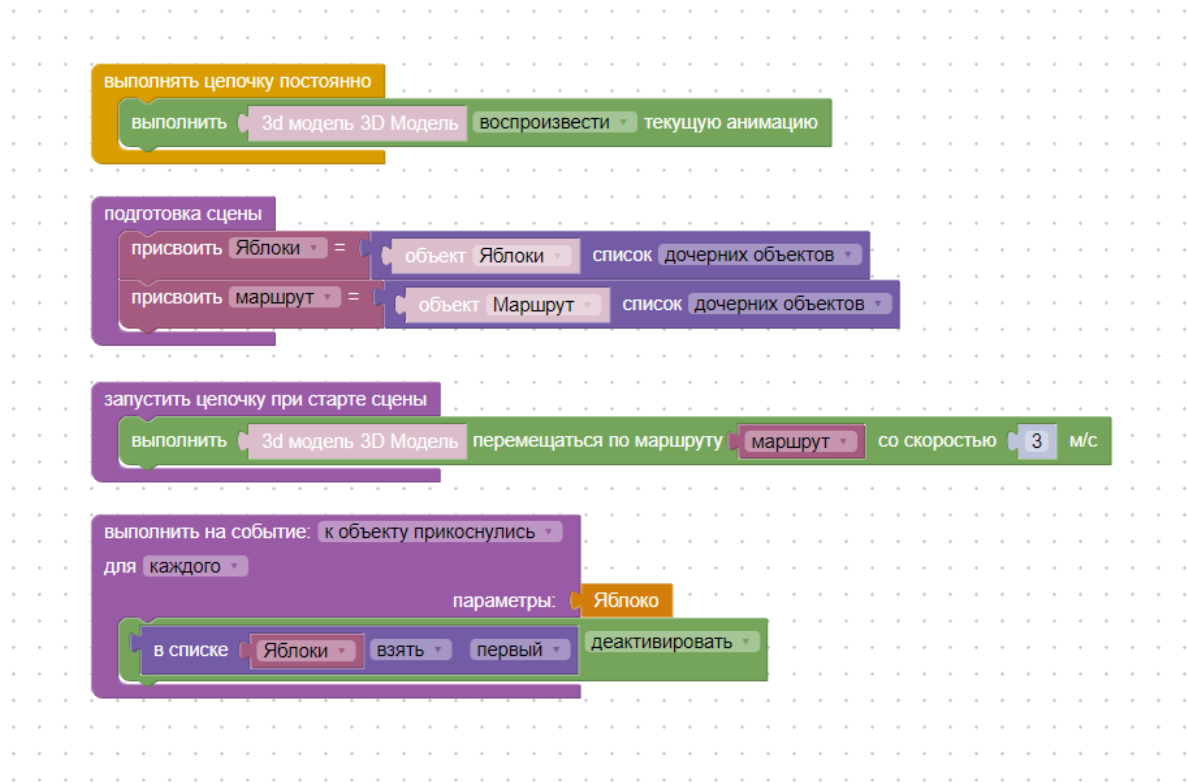 выполнять цепочку постоянно
выполнить 3d модель 3D Модель воспроизвести текущую анимацию
подготовка сцены
присвоить Яблоки = объект Яблоки список дочерних объектов
присвоить маршрут = объект Маршрут список дочерних объектов
запустить цепочку при старте сцены
выполнить 3d модель 3D Модель перемещаться по маршруту маршрут со скоростью 3 м/с
выполнить на событие: к объекту прикоснулись
для каждого
параметры: Яблоко
в списке Яблоки взять первый деактивировать